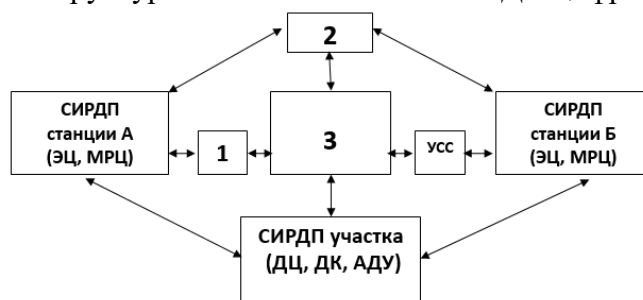 2
СИРДП
станции А
(ЭЦ, МРЦ)
1
3
УСС
СИРДП
станции Б
(ЭЦ, МРЦ)
СИРДП участка
(ДЦ, ДК, АДУ)